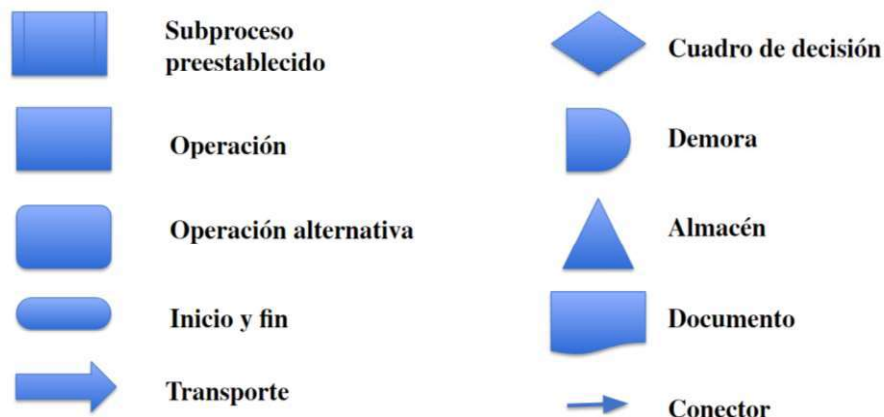 Subproceso
preestablecido
Operación
Operación alternativa
Inicio y fin
Transporte
Cuadro de decisión
Demora
Almacén
Documento
Conector